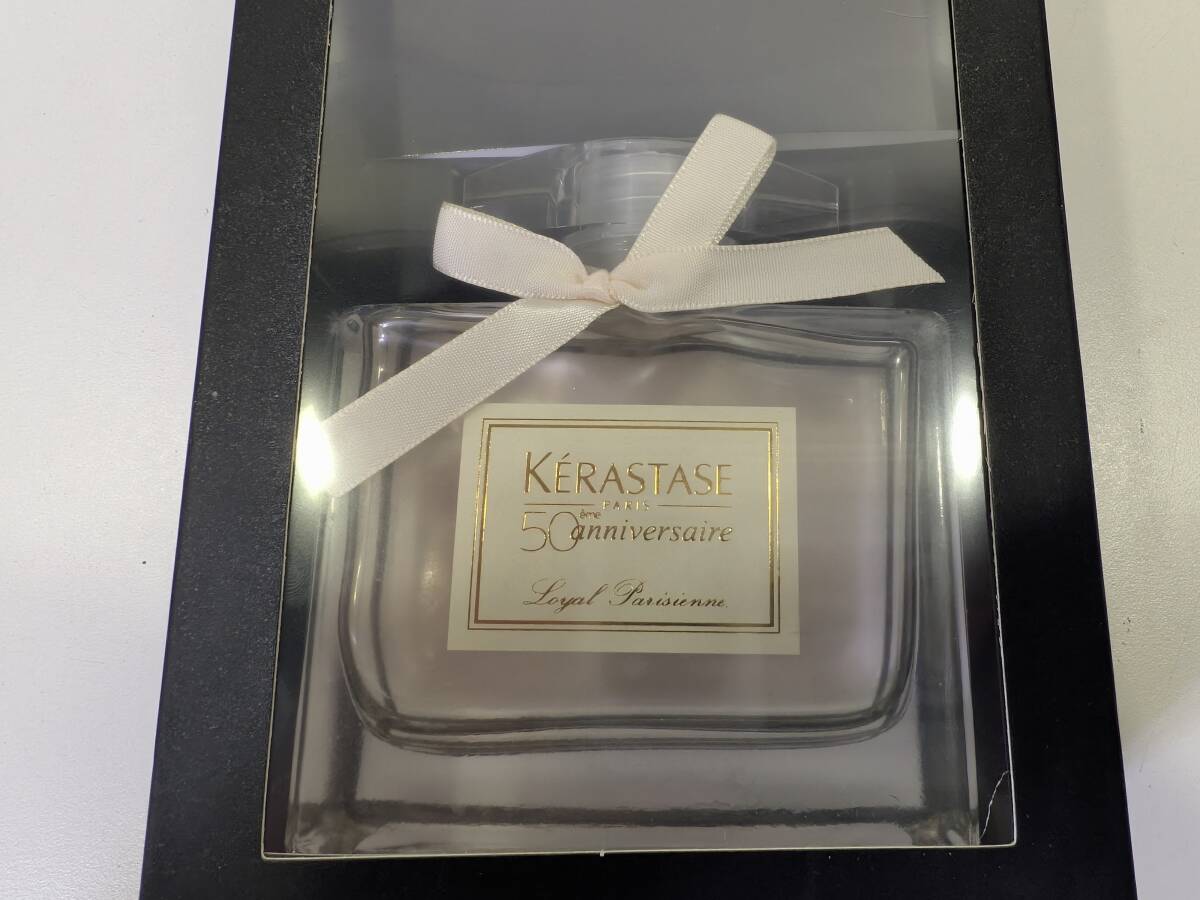 KÉRASTASE
PARIS
50ème anniversaire
Loyal Parisienne.